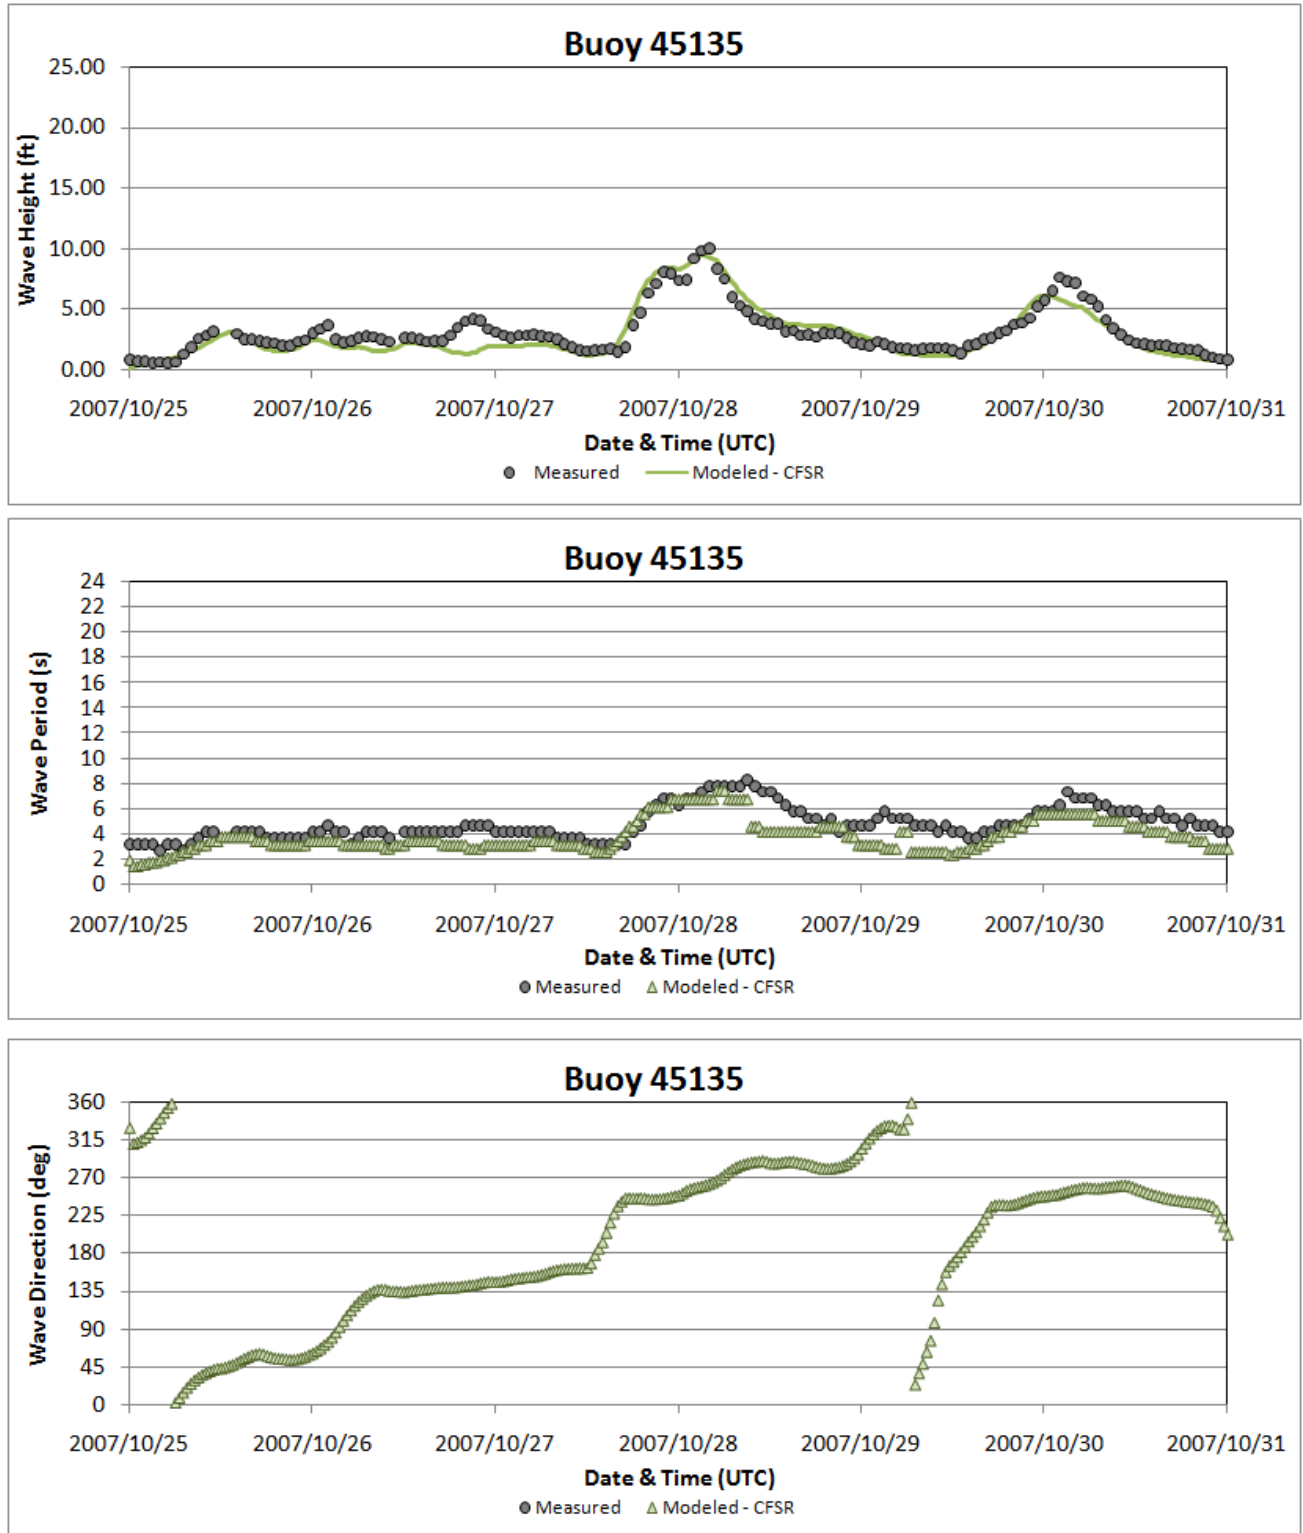 Buoy 45135
25.00
20.00
15.00
10.00
5.00
0.00
Wave Height (ft)
2007/10/25 2007/10/26 2007/10/27 2007/10/28 2007/10/29 2007/10/30 2007/10/31
Date & Time (UTC)
Measured Modeled - CFSR
Buoy 45135
24
22
20
18
16
14
12
10
8
6
4
2
0
Wave Period (s)
2007/10/25 2007/10/26 2007/10/27 2007/10/28 2007/10/29 2007/10/30 2007/10/31
Date & Time (UTC)
Measured Modeled - CFSR
Buoy 45135
360
315
270
225
180
135
90
45
0
Wave Direction (deg)
2007/10/25 2007/10/26 2007/10/27 2007/10/28 2007/10/29 2007/10/30 2007/10/31
Date & Time (UTC)
Measured Modeled - CFSR